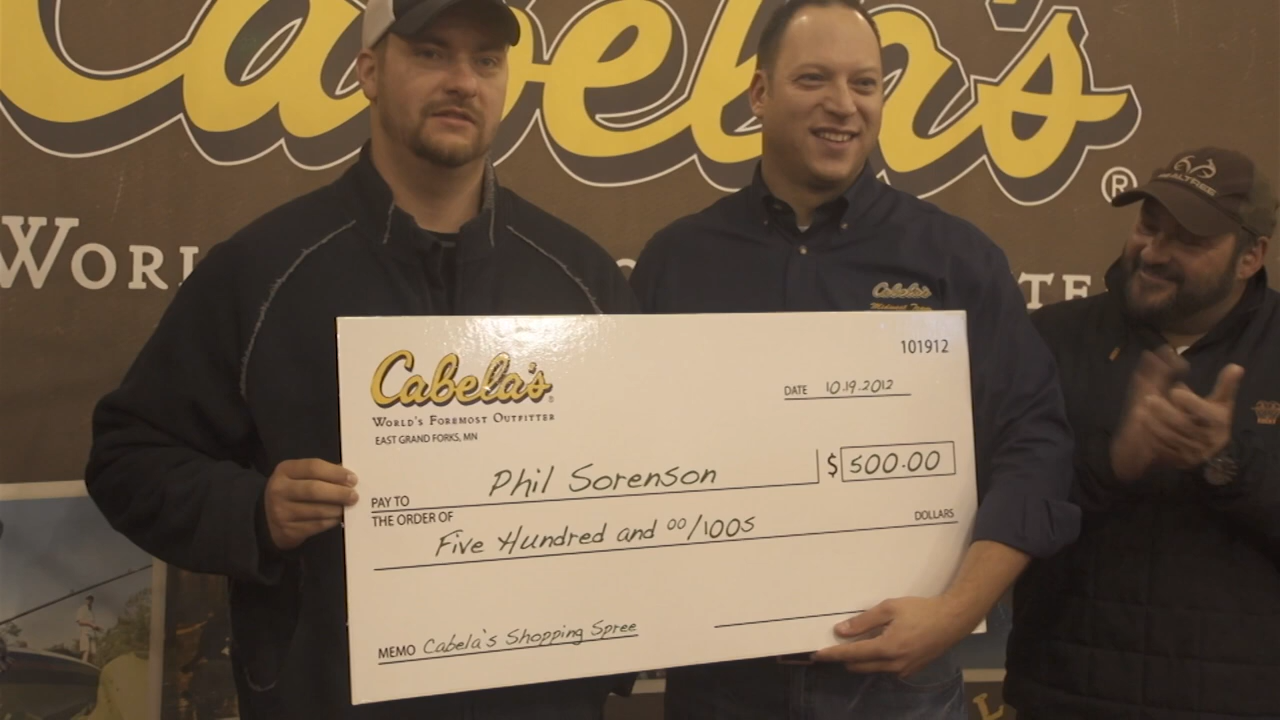 Cabela's®
WORL
TE
REALTREE
Cabela's
Cabela's®
WORLD'S FOREMOST OUTFITTER
EAST GRAND FORKS, MN
101912
DATE 10.19.2012
PAY TO
THE ORDER OF
Phil Sorenson
$ 500.00
Five Hundred and 00/100s
DOLLARS
MEMO Cabela's Shopping Spree